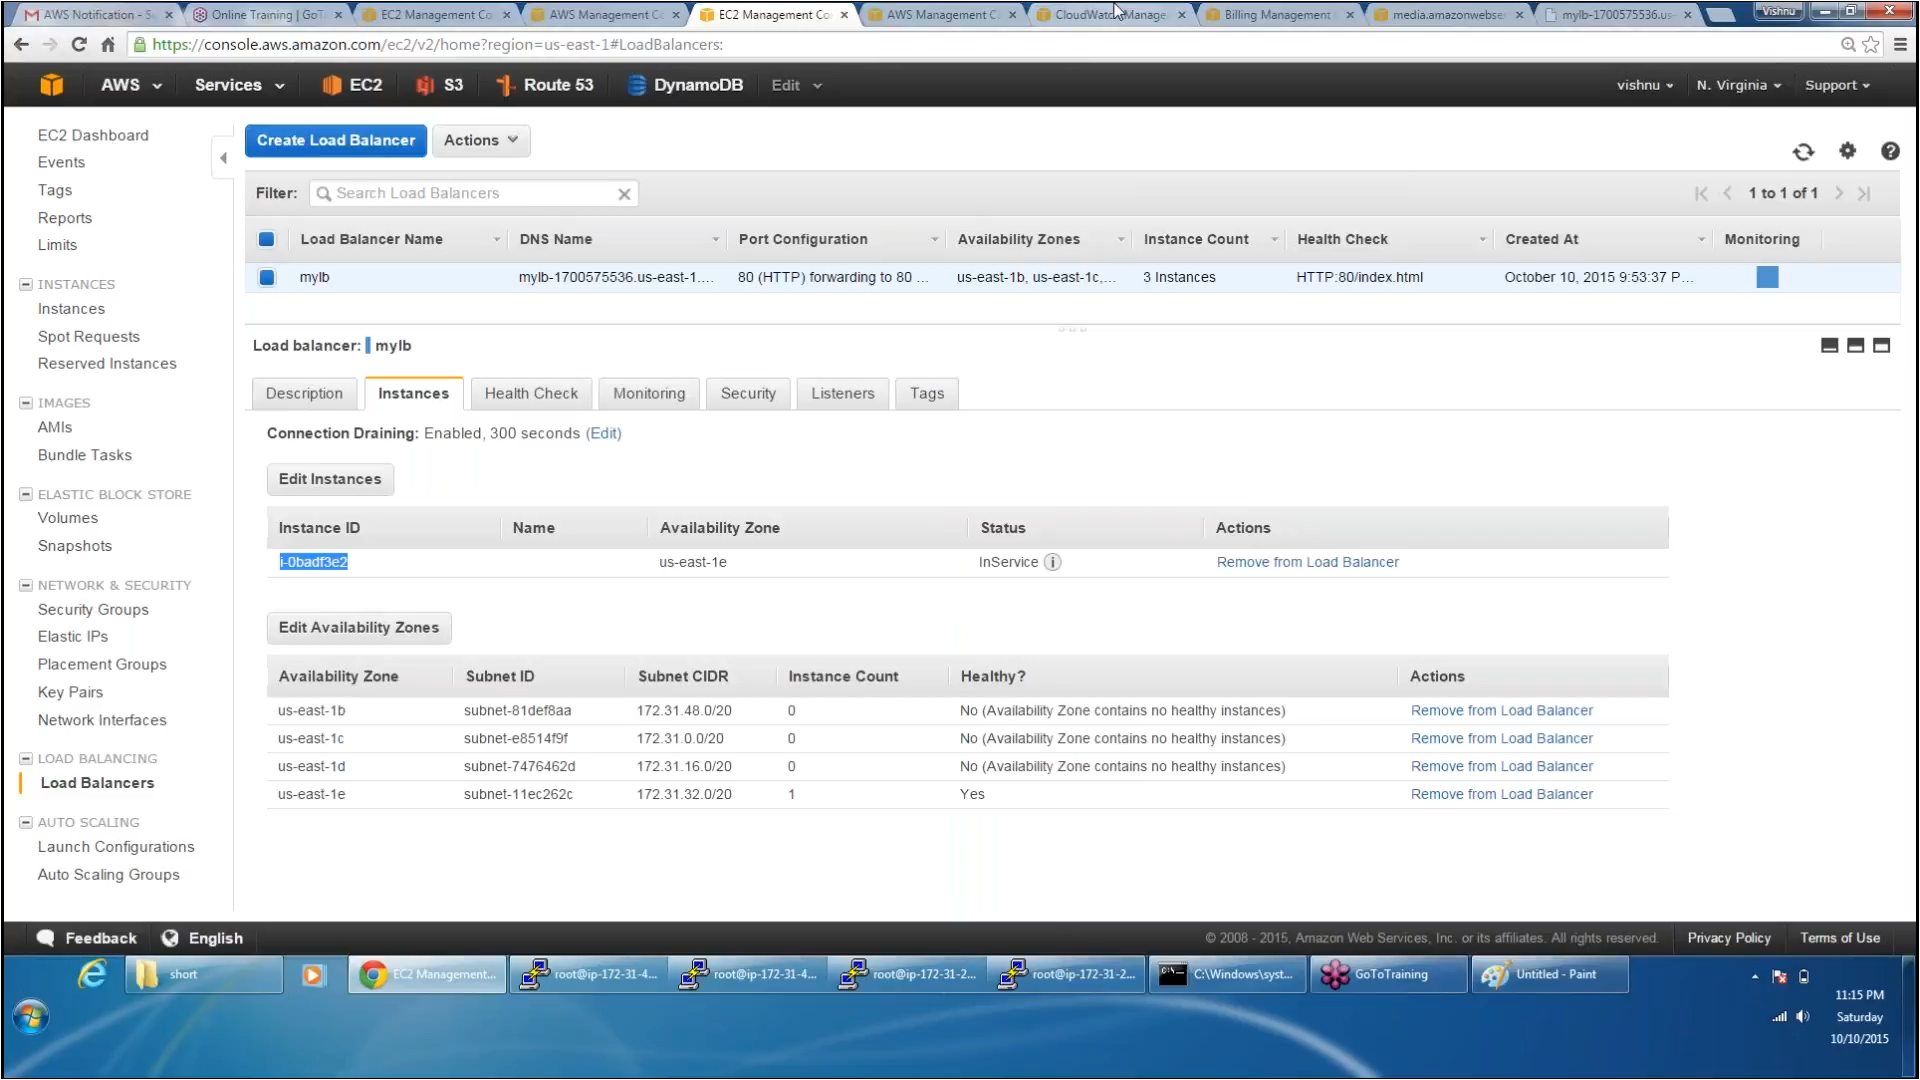 AWS Notification - S
Online Training | GoT
EC2 Management Co
AWS Management Co
EC2 Management Co
AWS Management C
CloudWatch Manage
Billing Management
media.amazonwebse
mylb-1700575536.us-
Vishnu
https://console.aws.amazon.com/ec2/v2/home?region=us-east-1#LoadBalancers:
AWS Services EC2 S3 Route 53 DynamoDB Edit vishnu N. Virginia Support
EC2 Dashboard
Events
Tags
Reports
Limits
INSTANCES
Instances
Spot Requests
Reserved Instances
IMAGES
AMIs
Bundle Tasks
ELASTIC BLOCK STORE
Volumes
Snapshots
NETWORK & SECURITY
Security Groups
Elastic IPs
Placement Groups
Key Pairs
Network Interfaces
LOAD BALANCING
Load Balancers
AUTO SCALING
Launch Configurations
Auto Scaling Groups
Create Load Balancer Actions
Filter: Search Load Balancers 1 to 1 of 1
Load Balancer Name DNS Name Port Configuration Availability Zones Instance Count Health Check Created At Monitoring
mylb mylb-1700575536.us-east-1.... 80 (HTTP) forwarding to 80 ... us-east-1b, us-east-1c,... 3 Instances HTTP:80/index.html October 10, 2015 9:53:37 P...
Load balancer: mylb
Description Instances Health Check Monitoring Security Listeners Tags
Connection Draining: Enabled, 300 seconds (Edit)
Edit Instances
Instance ID Name Availability Zone Status Actions
i-0badf3e2 us-east-1e InService Remove from Load Balancer
Edit Availability Zones
Availability Zone Subnet ID Subnet CIDR Instance Count Healthy? Actions
us-east-1b subnet-81def8aa 172.31.48.0/20 0 No (Availability Zone contains no healthy instances) Remove from Load Balancer
us-east-1c subnet-e8514f9f 172.31.0.0/20 0 No (Availability Zone contains no healthy instances) Remove from Load Balancer
us-east-1d subnet-7476462d 172.31.16.0/20 0 No (Availability Zone contains no healthy instances) Remove from Load Balancer
us-east-1e subnet-11ec262c 172.31.32.0/20 1 Yes Remove from Load Balancer
Feedback English © 2008 - 2015, Amazon Web Services, Inc. or its affiliates. All rights reserved. Privacy Policy Terms of Use
short
EC2 Management...
root@ip-172-31-4...
root@ip-172-31-4...
root@ip-172-31-2...
root@ip-172-31-2...
C:\Windows\syst...
GoToTraining
Untitled - Paint
11:15 PM
Saturday
10/10/2015